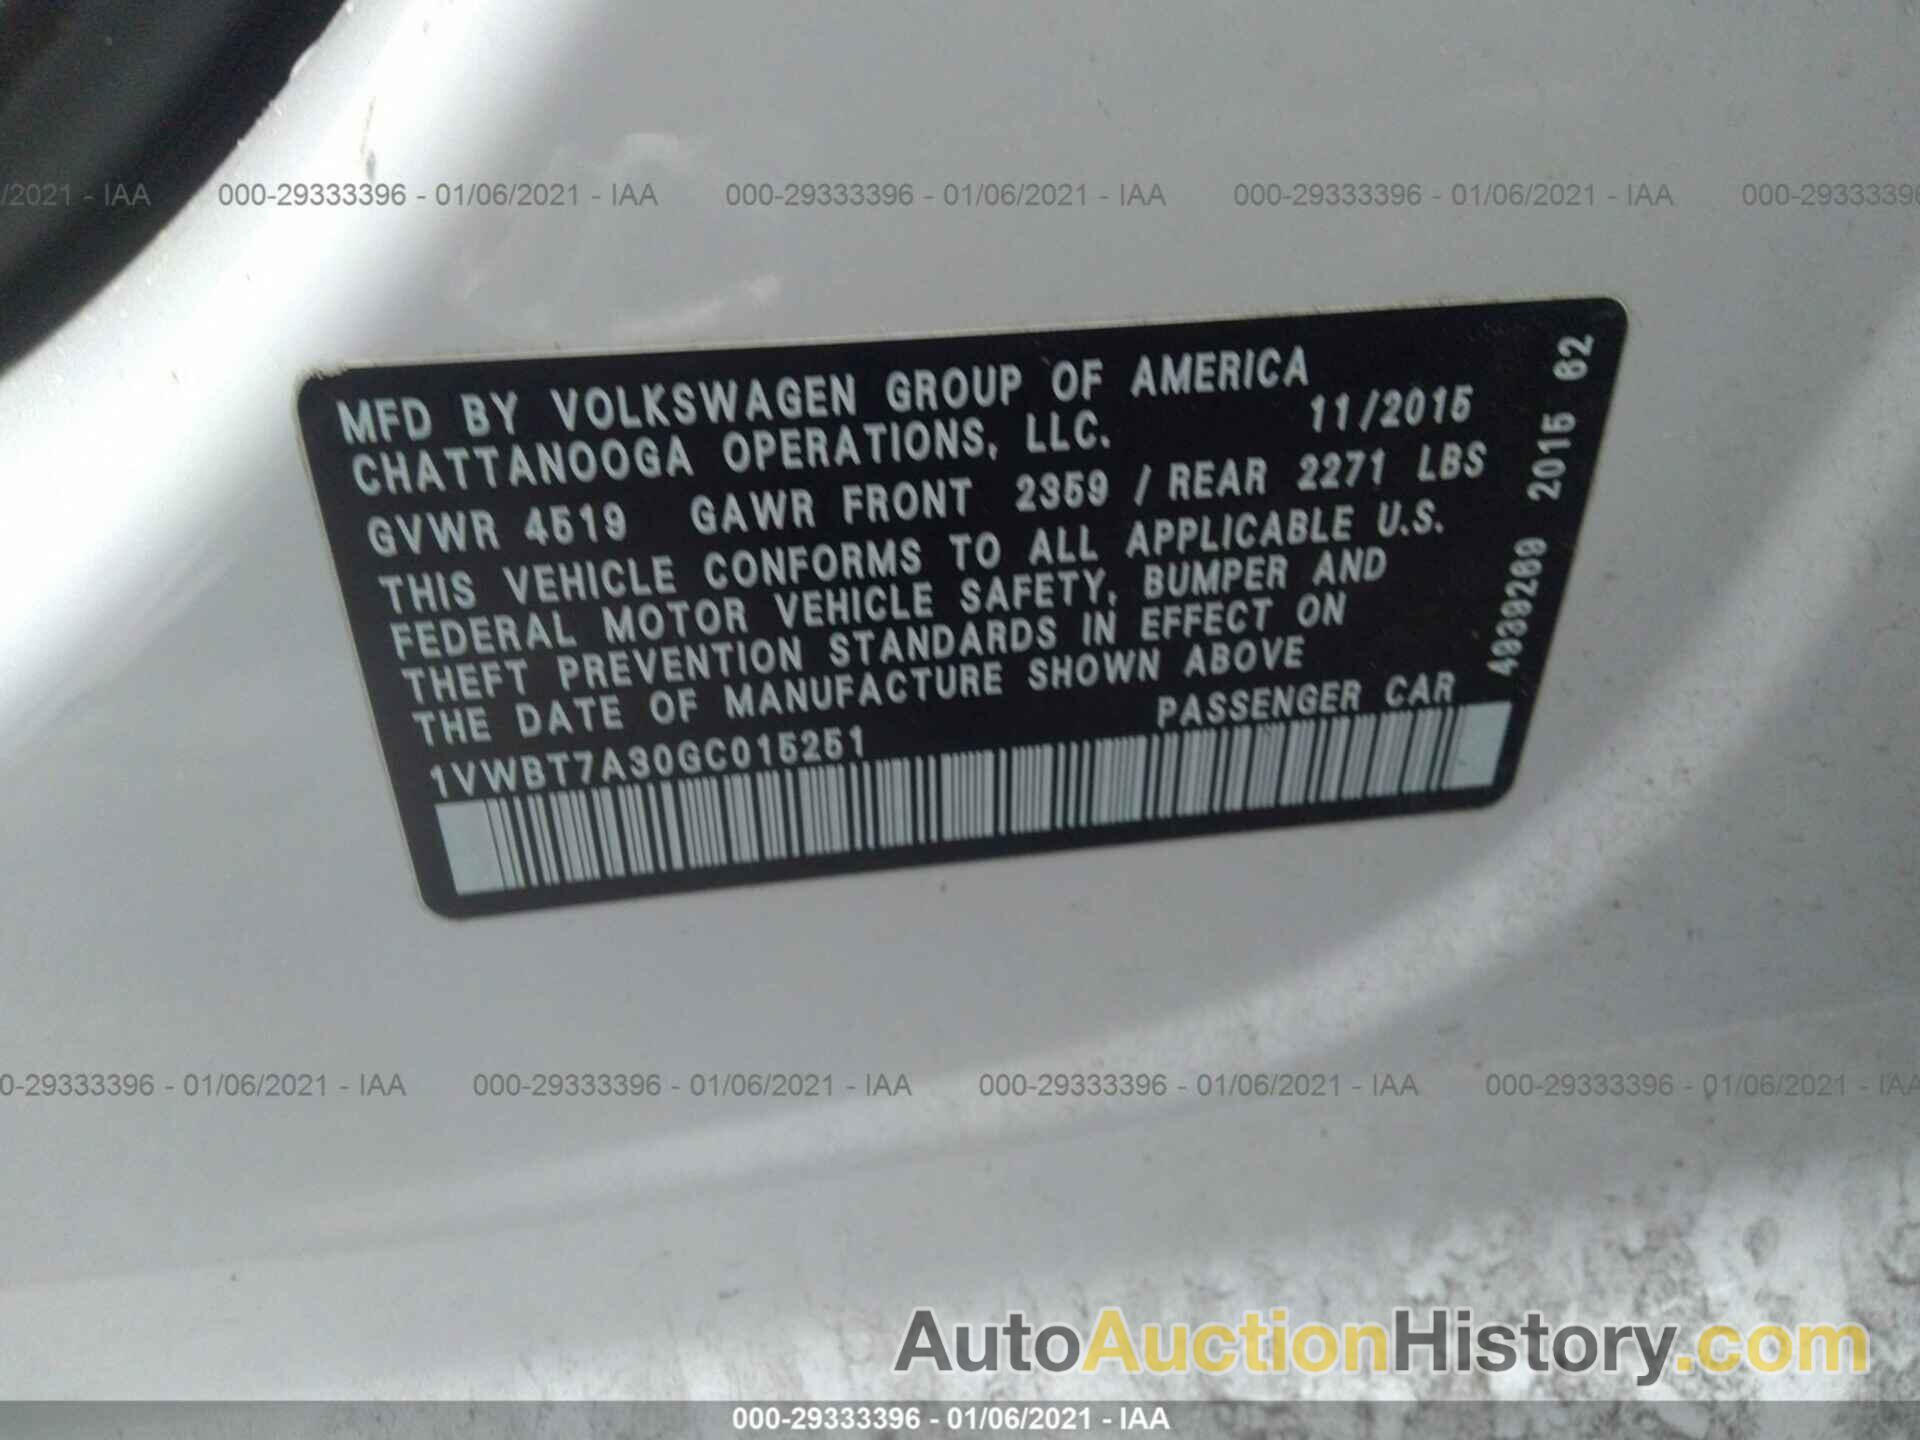 /2021 - IAA 000-29333396 - 01/06/2021 - IAA 000-29333396 - 01/06/2021 - IAA 000-29333396 - 01/06/2021 - IAA 000-29333396
MFD BY VOLKSWAGEN GROUP OF AMERICA
CHATTANOOGA OPERATIONS, LLC. 11/2015
GVWR 4519 GAWR FRONT 2359 / REAR 2271 LBS
THIS VEHICLE CONFORMS TO ALL APPLICABLE U.S.
FEDERAL MOTOR VEHICLE SAFETY, BUMPER AND
THEFT PREVENTION STANDARDS IN EFFECT ON
THE DATE OF MANUFACTURE SHOWN ABOVE
1VWBT7A30GC015251 PASSENGER CAR
4939269 2015 62
0-29333396 - 01/06/2021 - IAA 000-29333396 - 01/06/2021 - IAA 000-29333396 - 01/06/2021 - IAA 000-29333396 - 01/06/2021 - IAA
AutoAuctionHistory.com
000-29333396 - 01/06/2021 - IAA